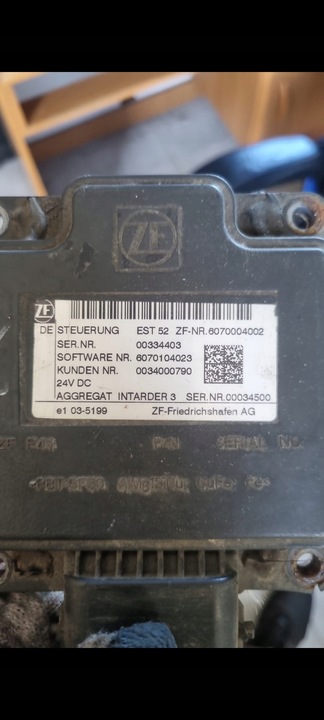 ZF
ZF
DE STEUERUNG EST 52 ZF-NR.6070004002
SER.NR. 00334403
SOFTWARE NR. 6070104023
KUNDEN NR. 0034000790
24V DC
AGGREGAT INTARDER 3 SER.NR.00034500
e1 03-5199 ZF-Friedrichshafen AG
ZF P/N P/N SERIAL NO.